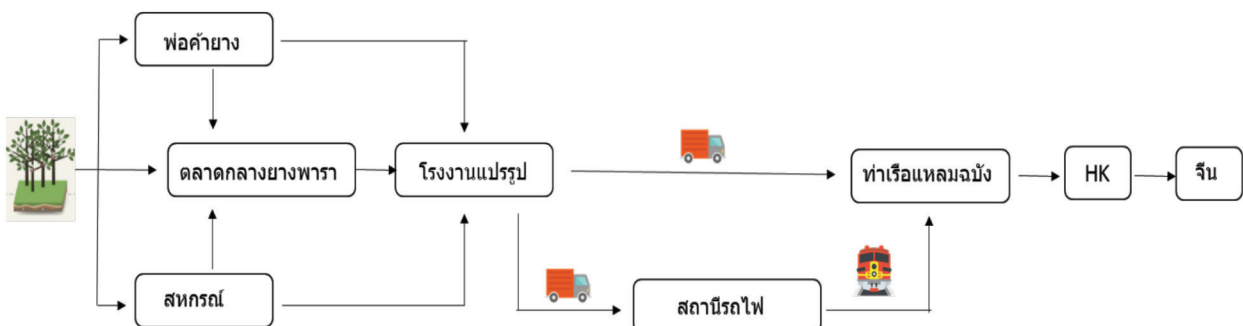 พ่อค้ายาง
ตลาดกลางยางพารา
โรงงานแปรรูป
ท่าเรือแหลมฉบัง
HK
จีน
สหกรณ์
สถานีรถไฟ